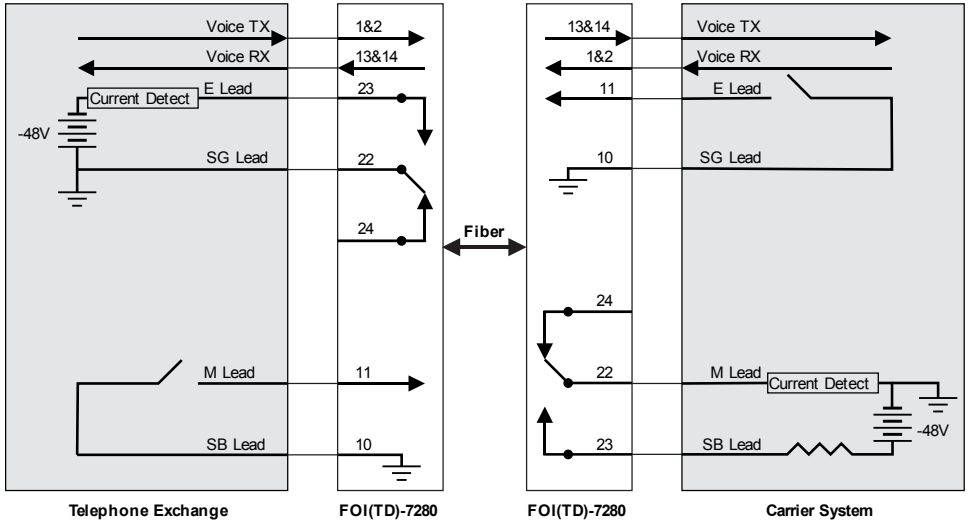 Voice TX 1&2 13&14 Voice TX
Voice RX 13&14 1&2 Voice RX
Current Detect E Lead 23 11 E Lead
-48V
SG Lead 22 10 SG Lead
24
Fiber
24
M Lead 11 22 M Lead Current Detect
-48V
SB Lead 10 23 SB Lead
Telephone Exchange FOI(TD)-7280 FOI(TD)-7280 Carrier System